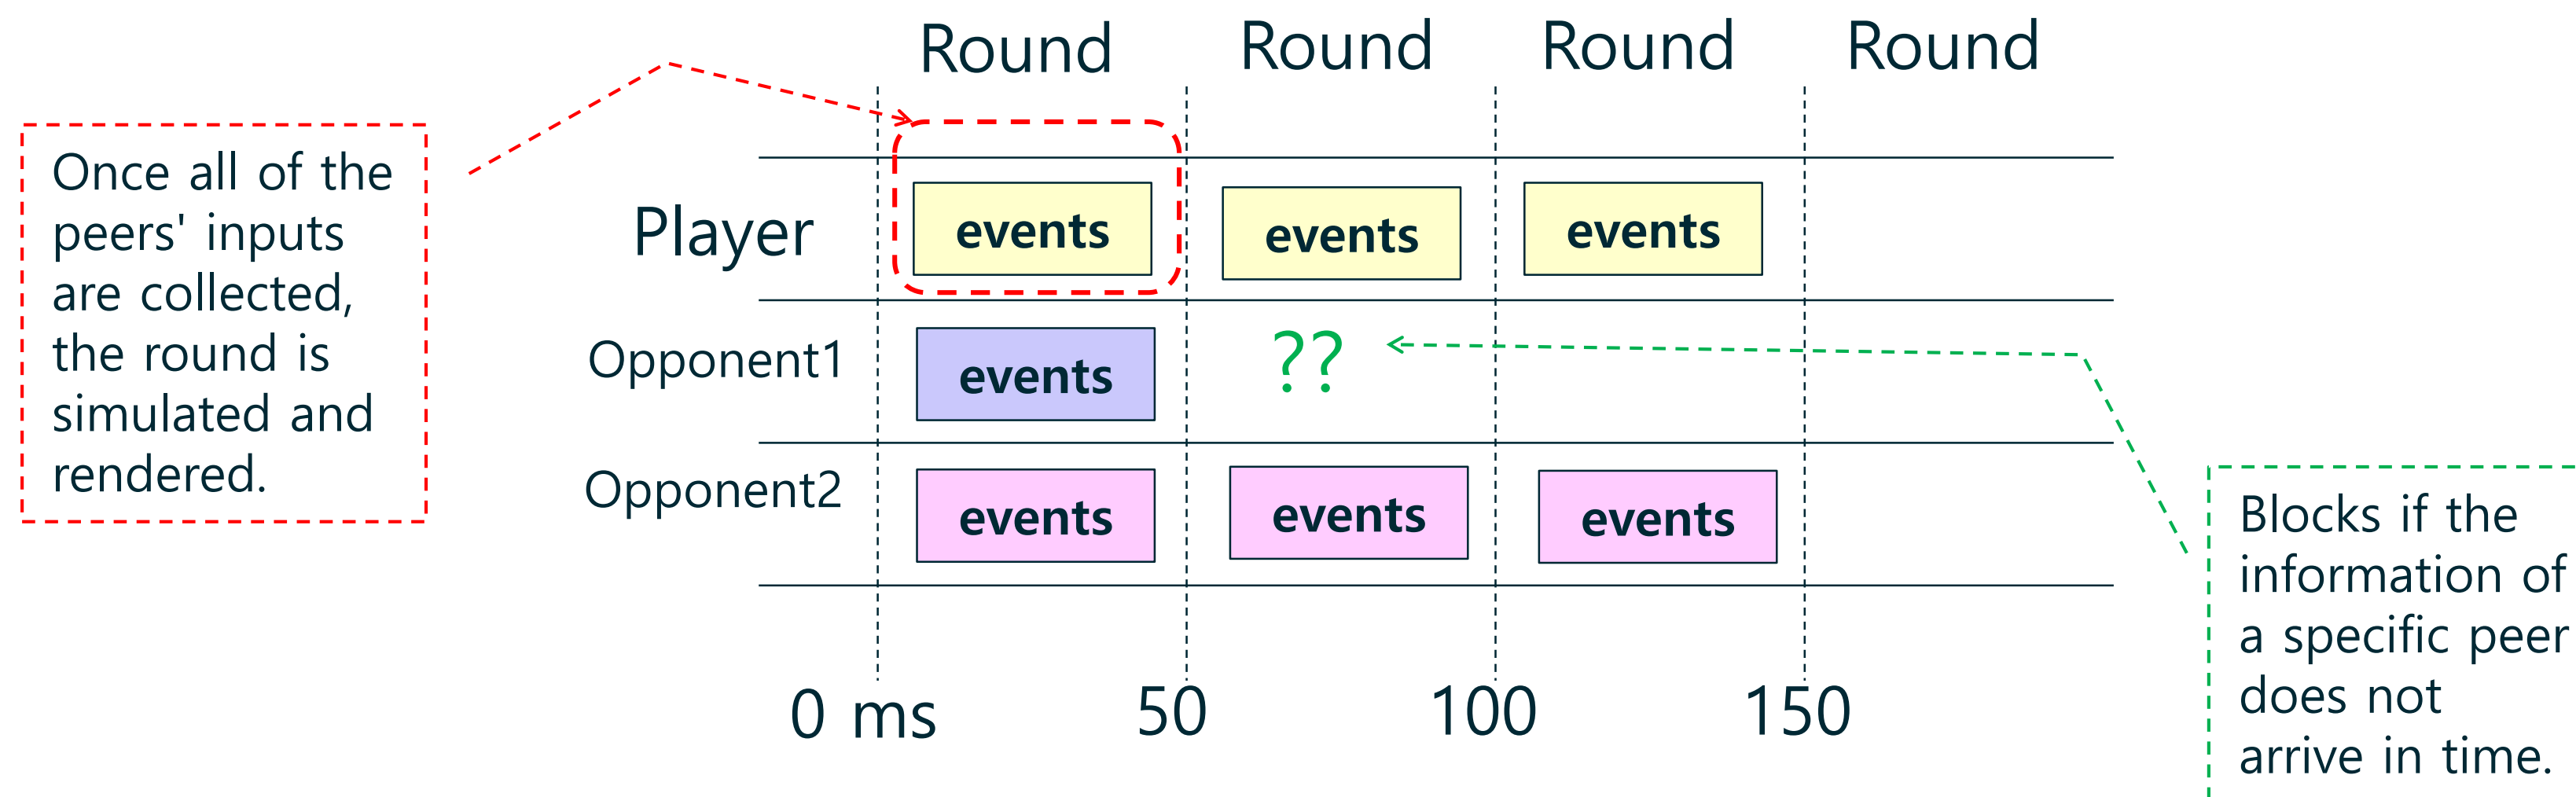 Round Round Round Round
Once all of the
peers' inputs
are collected,
the round is
simulated and
rendered.
Player events events events
Opponent1 events ??
Opponent2 events events events
Blocks if the
information of
a specific peer
does not
arrive in time.
0 ms 50 100 150